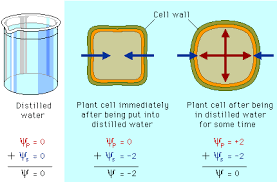 Cell wall
Distilled
water
Ψp = 0
+ Ψs = 0
Ψ = 0
Plant cell immediately
after being put into
distilled water
Ψp = 0
+ Ψs = −2
Ψ = −2
Plant cell after being
in distilled water
for some time
Ψp = +2
+ Ψs = −2
Ψ = 0